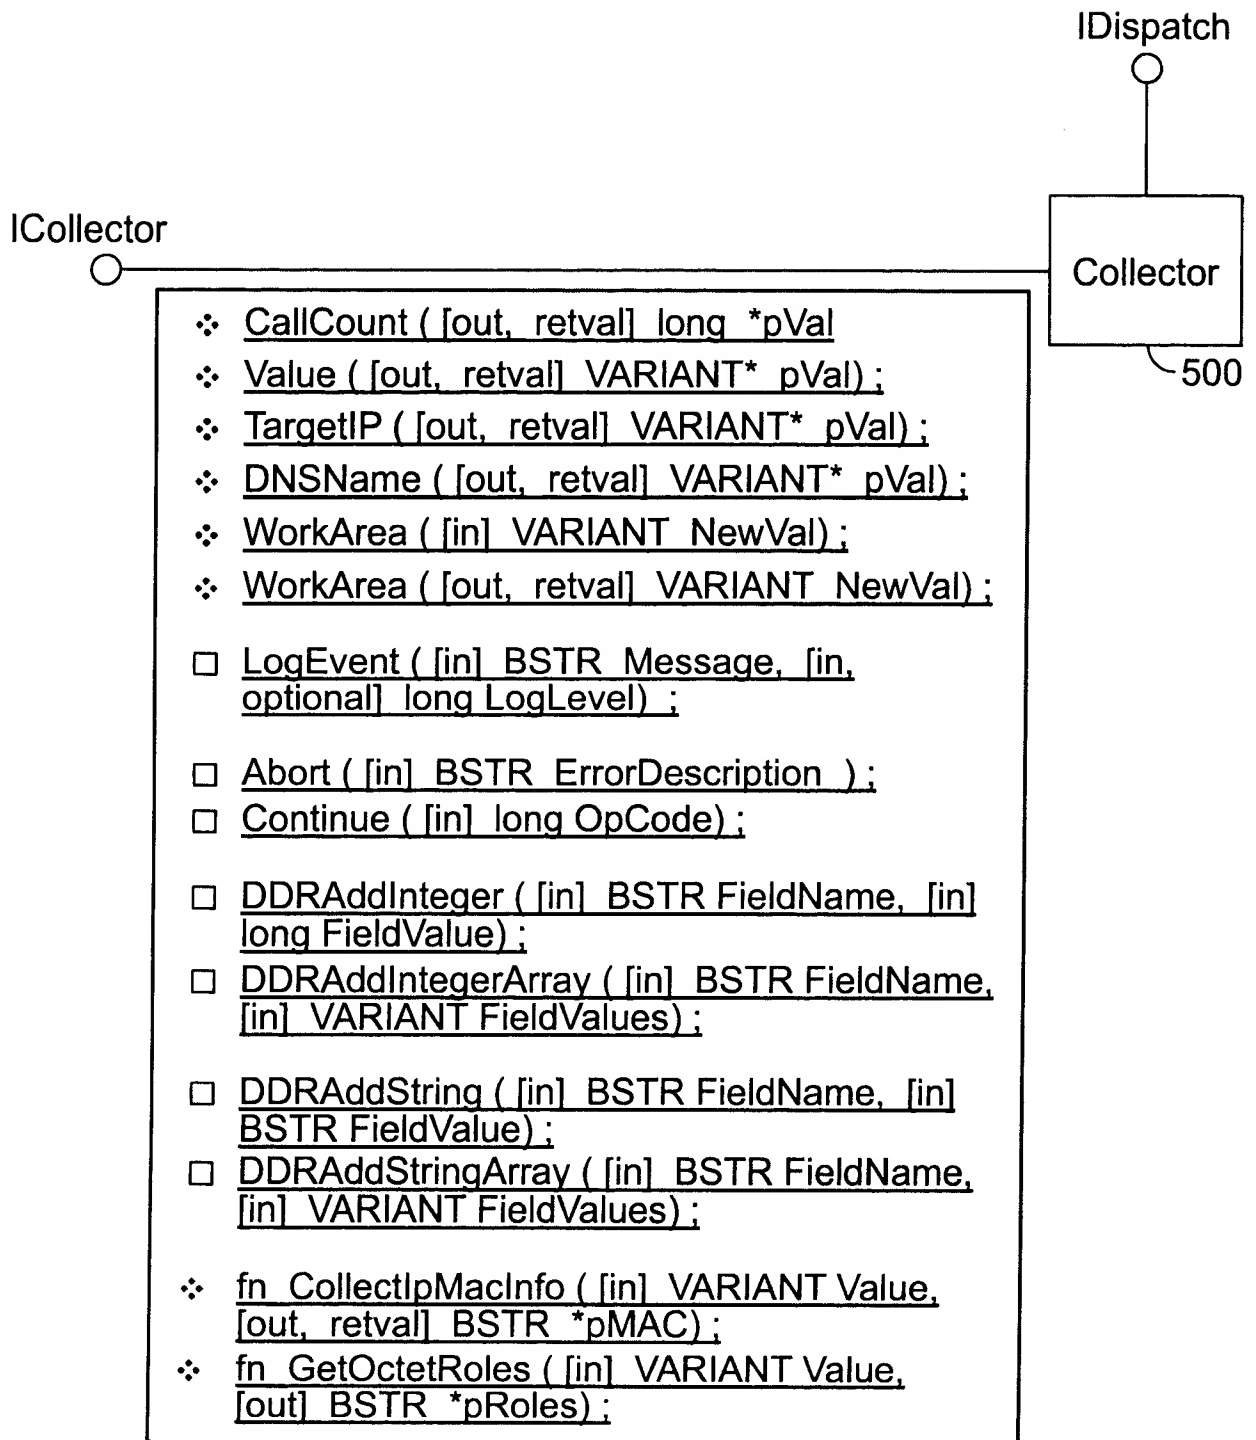 IDispatch
ICollector
Collector
500
CallCount ( [out, retval] long *pVal
Value ( [out, retval] VARIANT* pVal) ;
TargetIP ( [out, retval] VARIANT* pVal) ;
DNSName ( [out, retval] VARIANT* pVal) ;
WorkArea ( [in] VARIANT NewVal) ;
WorkArea ( [out, retval] VARIANT NewVal) ;
LogEvent ( [in] BSTR Message, [in,
optional] long LogLevel) ;
Abort ( [in] BSTR ErrorDescription ) ;
Continue ( [in] long OpCode) ;
DDRAddInteger ( [in] BSTR FieldName, [in]
long FieldValue) ;
DDRAddIntegerArray ( [in] BSTR FieldName,
[in] VARIANT FieldValues) ;
DDRAddString ( [in] BSTR FieldName, [in]
BSTR FieldValue) ;
DDRAddStringArray ( [in] BSTR FieldName,
[in] VARIANT FieldValues) ;
fn_CollectIpMacInfo ( [in] VARIANT Value,
[out, retval] BSTR *pMAC) ;
fn_GetOctetRoles ( [in] VARIANT Value,
[out] BSTR *pRoles) ;